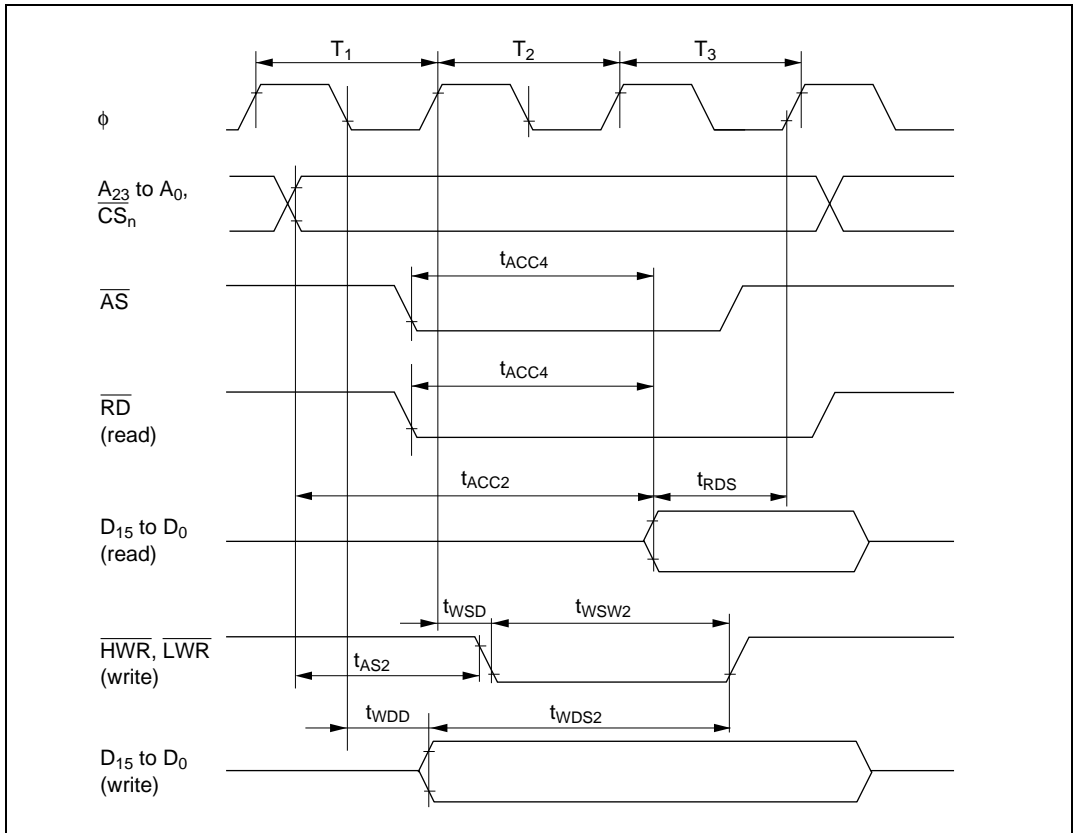 T1 T2 T3
φ
A23 to A0,
CSn
tACC4
AS
tACC4
RD
(read)
tACC2 tRDS
D15 to D0
(read)
tWSD tWSW2
HWR, LWR
(write)
tAS2
tWDD tWDS2
D15 to D0
(write)